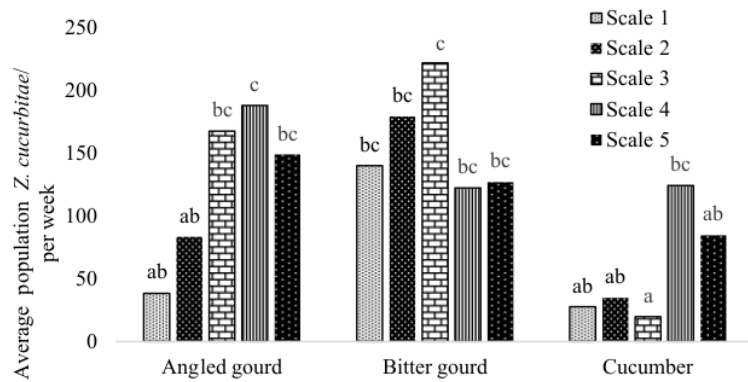 250
200
150
100
50
0
Average population Z. cucurbitae/
per week
ab
ab
bc
c
bc
bc
bc
c
bc
bc
ab
ab
a
bc
ab
Angled gourd
Bitter gourd
Cucumber
Scale 1
Scale 2
Scale 3
Scale 4
Scale 5